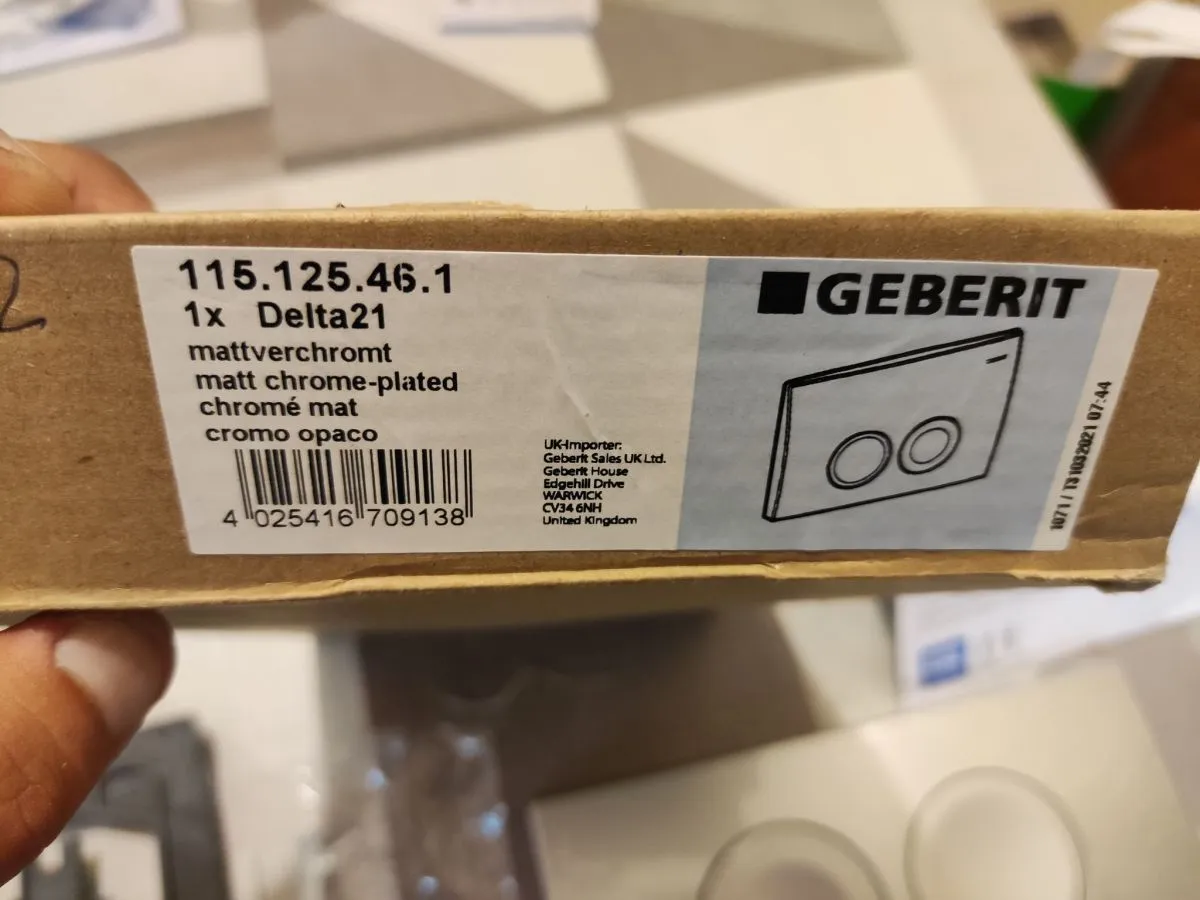 115.125.46.1
1x Delta21
mattverchromt
matt chrome-plated
chromé mat
cromo opaco
4 025416 709138
UK-Importer:
Geberit Sales UK Ltd.
Geberit House
Edgehill Drive
WARWICK
CV34 6NH
United Kingdom
GEBERIT
1071 / T31032021 07:44
2